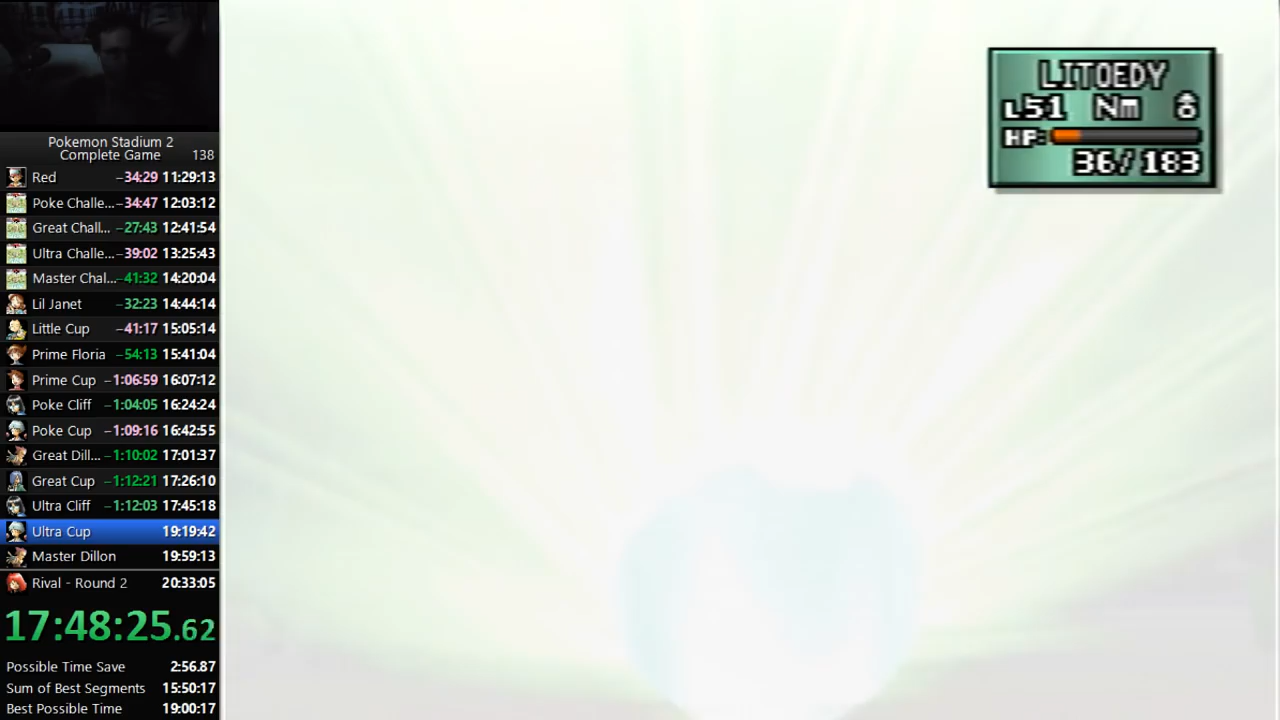 Pokemon Stadium 2
Complete Game 138
Red −34:29 11:29:13
Poke Challe... −34:47 12:03:12
Great Chall... −27:43 12:41:54
Ultra Challe... −39:02 13:25:43
Master Chal... −41:32 14:20:04
Lil Janet −32:23 14:44:14
Little Cup −41:17 15:05:14
Prime Floria −54:13 15:41:04
Prime Cup −1:06:59 16:07:12
Poke Cliff −1:04:05 16:24:24
Poke Cup −1:09:16 16:42:55
Great Dill... −1:10:02 17:01:37
Great Cup −1:12:21 17:26:10
Ultra Cliff −1:12:03 17:45:18
Ultra Cup 19:19:42
Master Dillon 19:59:13
Rival - Round 2 20:33:05
17:48:25.62
Possible Time Save 2:56.87
Sum of Best Segments 15:50:17
Best Possible Time 19:00:17
LITOEDY
L51 Nm ♂
HP:
36/183